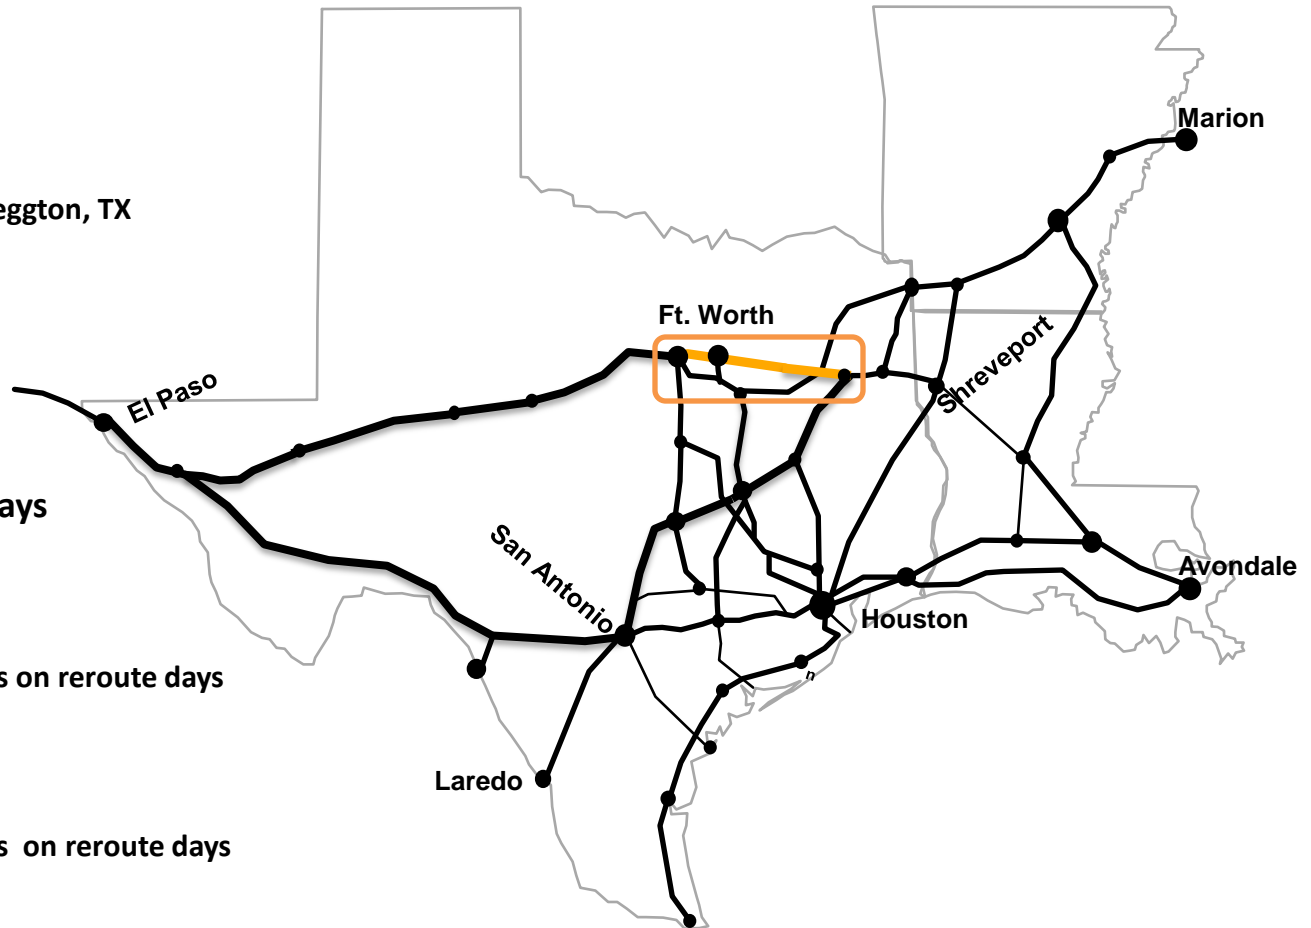 Marion
eggton, TX
Ft. Worth
El Paso
Shreveport
ays
San Antonio
Avondale
Houston
s on reroute days
n
Laredo
s  on reroute days